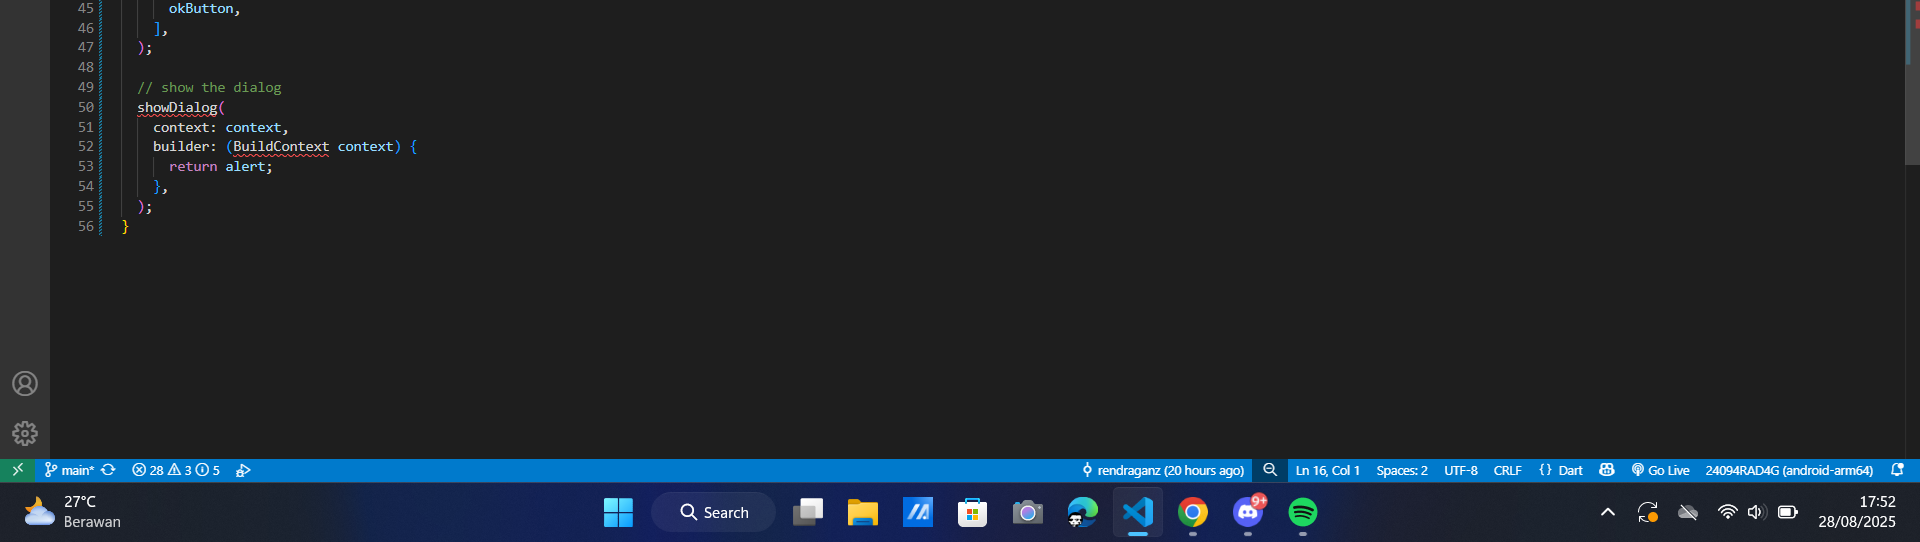 45 okButton,
46 ],
47 );
48
49 // show the dialog
50 showDialog(
51 context: context,
52 builder: (BuildContext context) {
53 return alert;
54 },
55 );
56 }
main* 28 3 5 rendraganz (20 hours ago) Ln 16, Col 1 Spaces: 2 UTF-8 CRLF {} Dart Go Live 24094RAD4G (android-arm64)
27°C
Berawan
Search
9+
17:52
28/08/2025